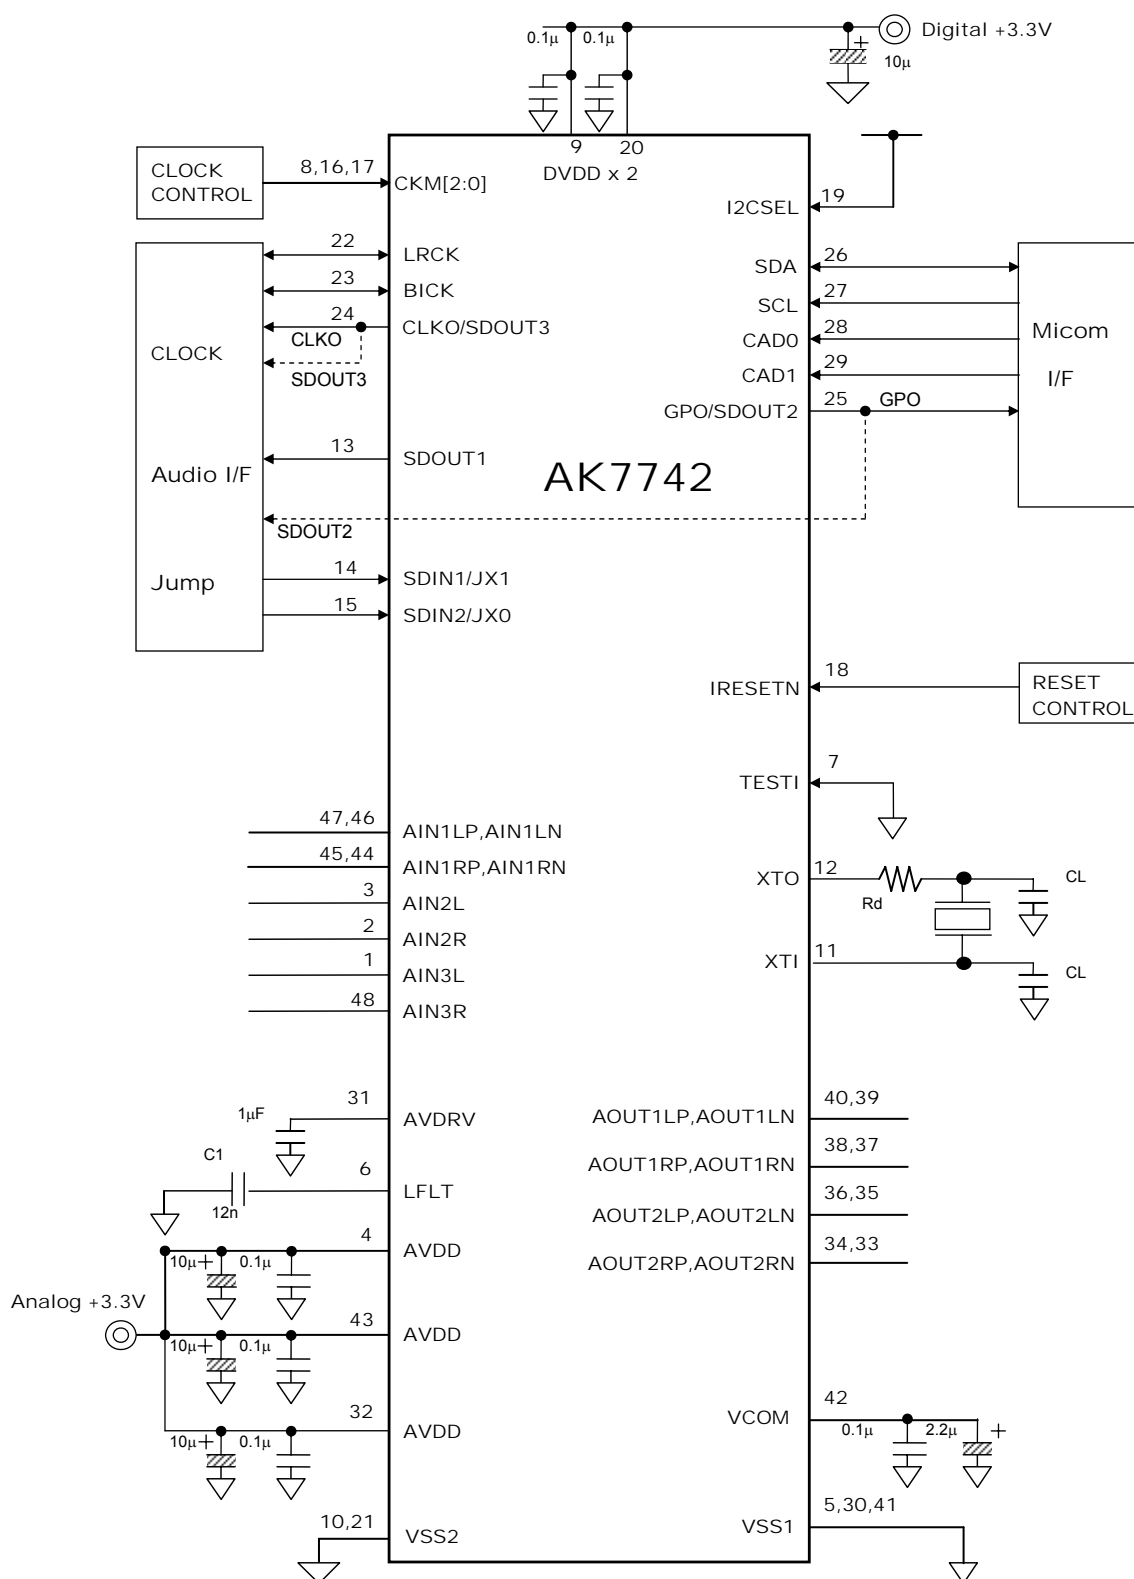 0.1µ 0.1µ Digital +3.3V
10µ
9 20
DVDD x 2
CLOCK
CONTROL
8,16,17
CKM[2:0]
19
I2CSEL
22
LRCK
23
BICK
24
CLKO/SDOUT3
CLKO
SDOUT3
CLOCK
13
SDOUT1
Audio I/F
SDOUT2
14
SDIN1/JX1
Jump
15
SDIN2/JX0
AK7742
26
SDA
27
SCL
28
CAD0
29
CAD1
25
GPO/SDOUT2
GPO
Micom
I/F
18
IRESETN
RESET
CONTROL
7
TESTI
47,46
AIN1LP,AIN1LN
45,44
AIN1RP,AIN1RN
3
AIN2L
2
AIN2R
1
AIN3L
48
AIN3R
12
XTO
Rd
CL
11
XTI
CL
31
1µF
AVDRV
C1
6
LFLT
12n
4
AVDD
10µ+ 0.1µ
Analog +3.3V
43
AVDD
10µ+ 0.1µ
32
AVDD
10µ+ 0.1µ
10,21
VSS2
40,39
AOUT1LP,AOUT1LN
38,37
AOUT1RP,AOUT1RN
36,35
AOUT2LP,AOUT2LN
34,33
AOUT2RP,AOUT2RN
42
VCOM
0.1µ 2.2µ +
5,30,41
VSS1